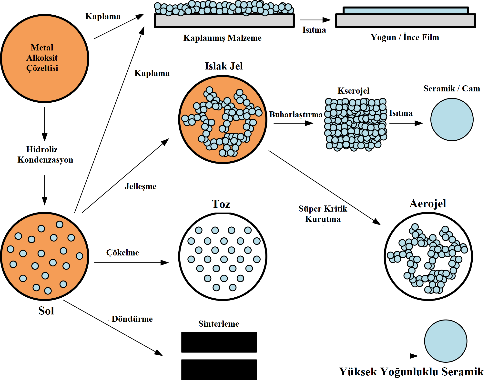 Kaplama
Kaplanmış Malzeme
Isıtma
Yoğun / İnce Film
Metal
Alkoksit
Çözeltisi
Kaplama
Islak Jel
Kserojel
Seramik / Cam
Buharlaştırma
Isıtma
Hidroliz
Kondenzasyon
Jelleşme
Toz
Süper Kritik
Kurutma
Aerojel
Sol
Çökelme
Döndürme
Sinterleme
Yüksek Yoğunluklu Seramik